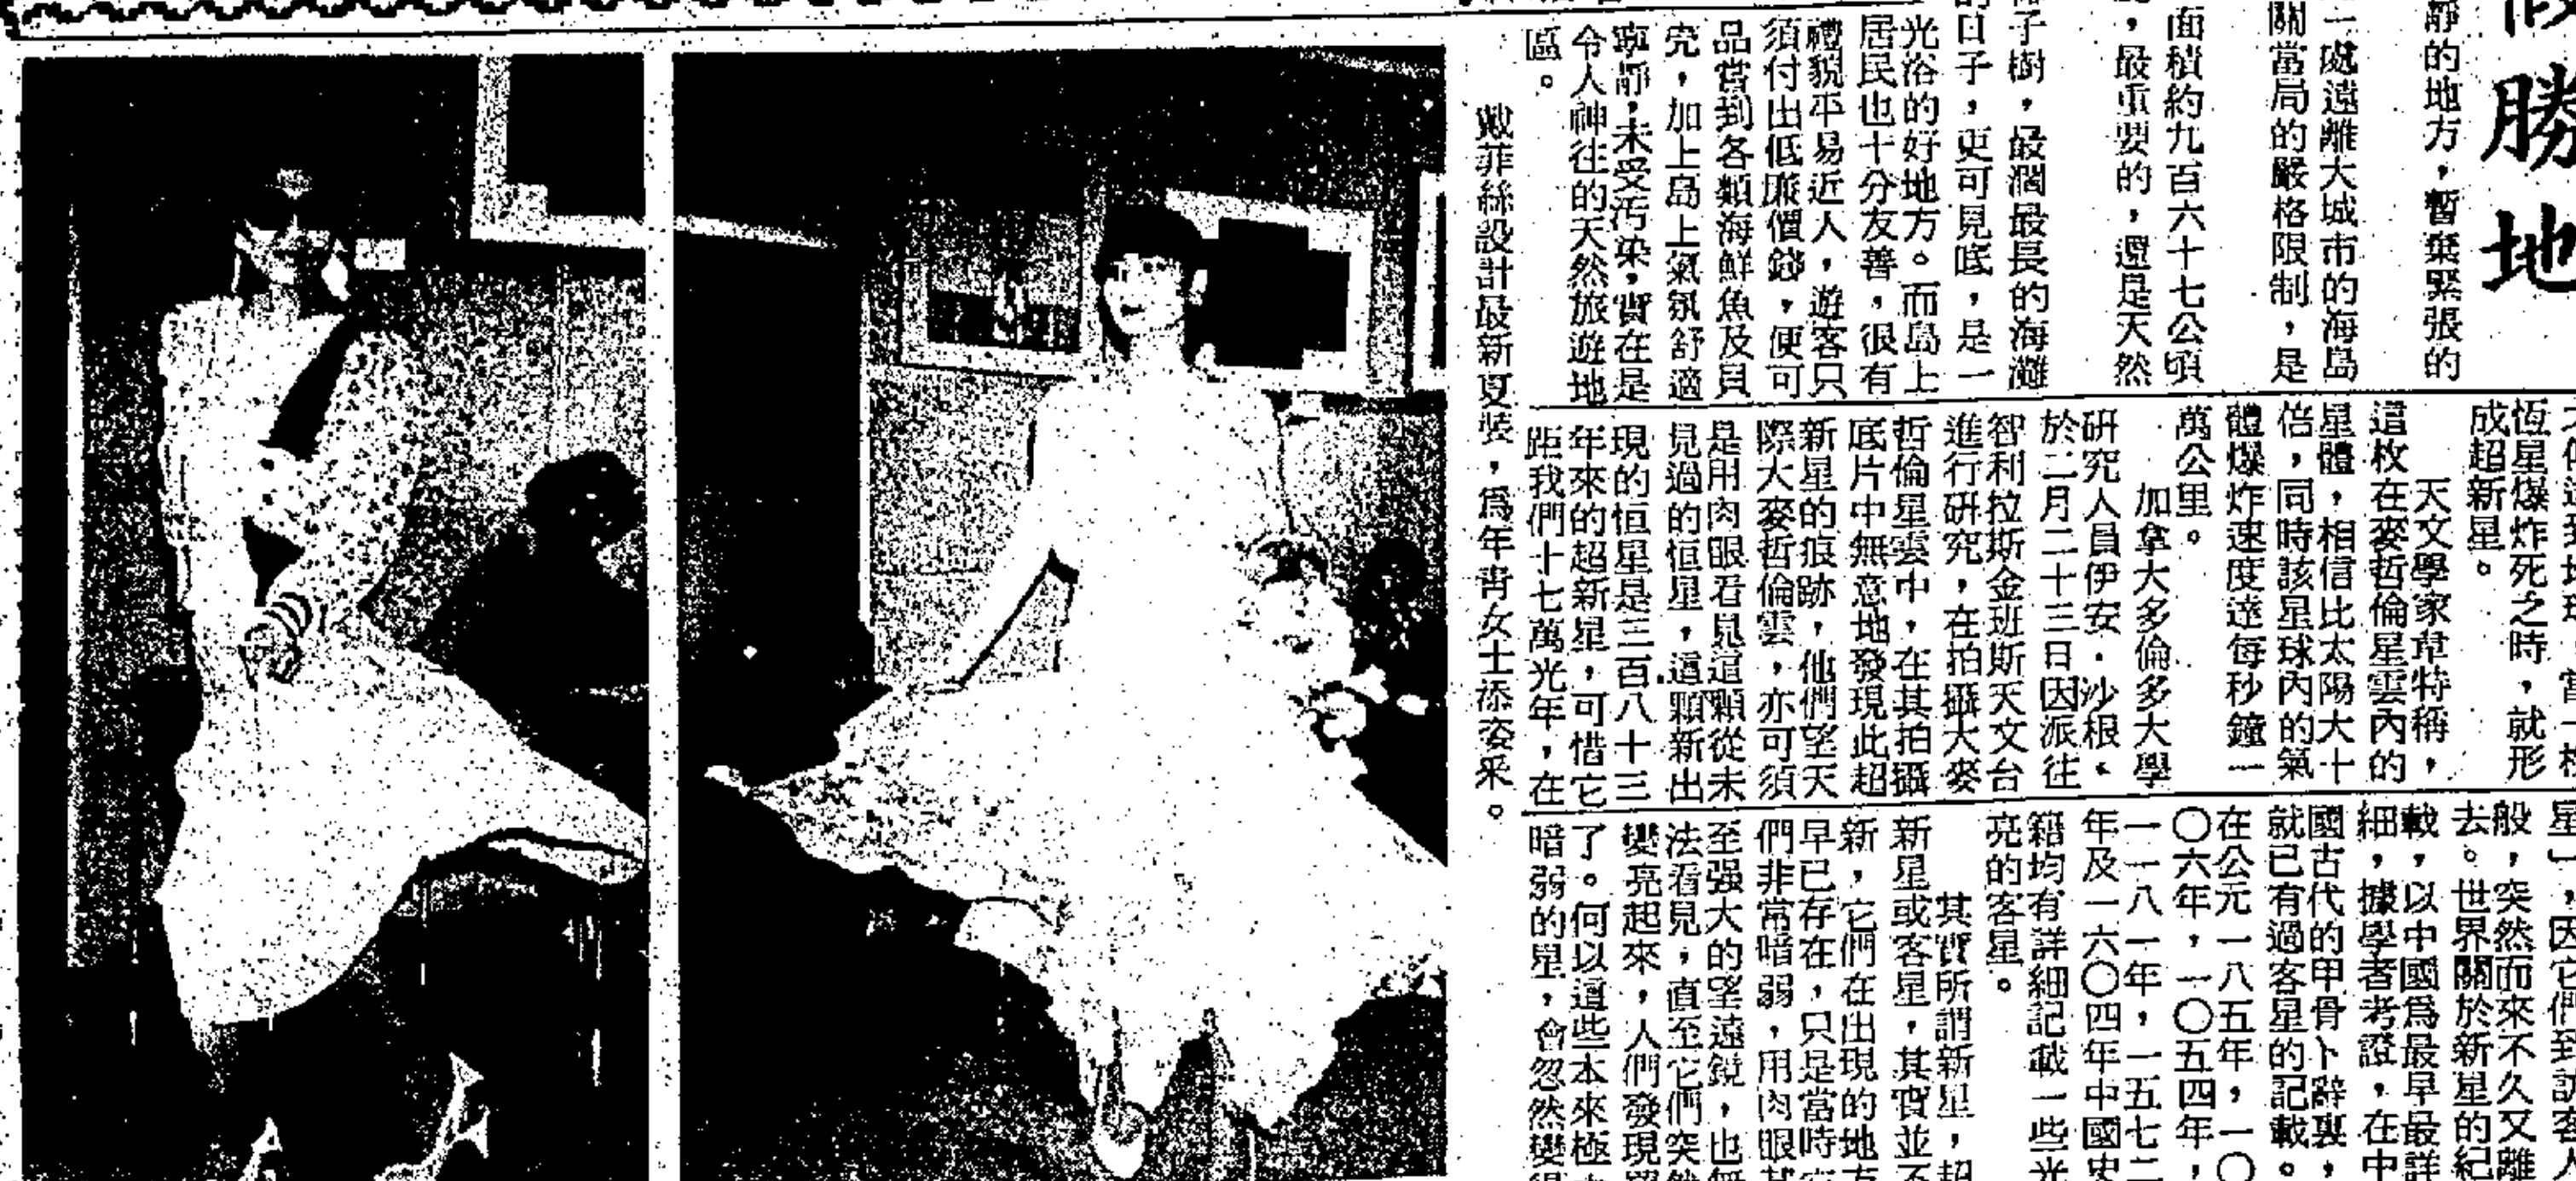 勝地
靜的地方，暫棄緊張的
一處遠離大城市的海島
關當局的嚴格限制，是
面積約九百六十七公頃
，最重要的，還是天然
子樹，最濶最長的海灘
日子，更可見底，是一
光浴的好地方。而島上
居民也十分友善，很有
禮貌平易近人，遊客只
須付出低廉價錢，便可
品嘗到各類海鮮魚及貝
壳，加上島上氣氛舒適
寧靜，未受污染，實在是
令人神往的天然旅遊地
區。
戴菲絲設計最新夏裝，爲年青女士添姿采。
恆星爆炸死之時，就形
成超新星。
天文學家韋特稱，
這枚在麥哲倫星雲內的
星體，相信比太陽大十
倍，同時該星球內的氣
體爆炸速度達每秒鐘一
萬公里。
加拿大多倫多大學
研究人員伊安．沙根，
於二月二十三日因派往
智利拉斯金班斯天文台
進行研究，在拍攝大麥
哲倫星雲中，在其拍攝
底片中無意地發現此超
新星的痕跡，他們望天
際大麥哲倫雲，亦可須
是用肉眼看見這顆從未
見過的恒星，這顆新出
現的恒星是三百八十三
年來的超新星，可惜它
距我們十七萬光年，在
星」，因它們到訪客人
般，突然而來不久又離
去。世界關於新星的紀
載，以中國爲最早最詳
細，據學者考證，在中
國古代的甲骨卜辭裏，
就已有過客星的記載。
在公元一八五年，一〇
〇六年，一〇五四年，
一一八一年，一五七二
年及一六〇四年中國史
籍均有詳細記載一些光
亮的客星。
其實所謂新星，超
新星或客星，其實並不
新，它們在出現的地方
早已存在，只是當時它
們非常暗弱，用肉眼甚
至强大的望遠鏡，也無
法看見，直至它們突然
變亮起來，人們發現
了。何以這些本來極
暗弱的星，會忽然變得